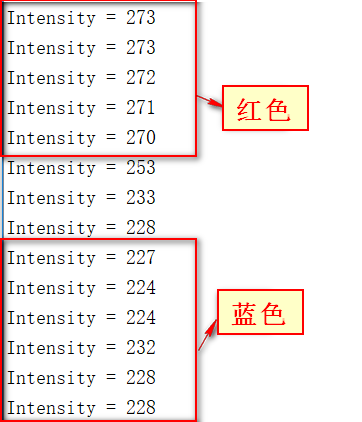 Intensity = 273
Intensity = 273
Intensity = 272
Intensity = 271
Intensity = 270
红色
Intensity = 253
Intensity = 233
Intensity = 228
Intensity = 227
Intensity = 224
Intensity = 224
Intensity = 232
Intensity = 228
Intensity = 228
蓝色